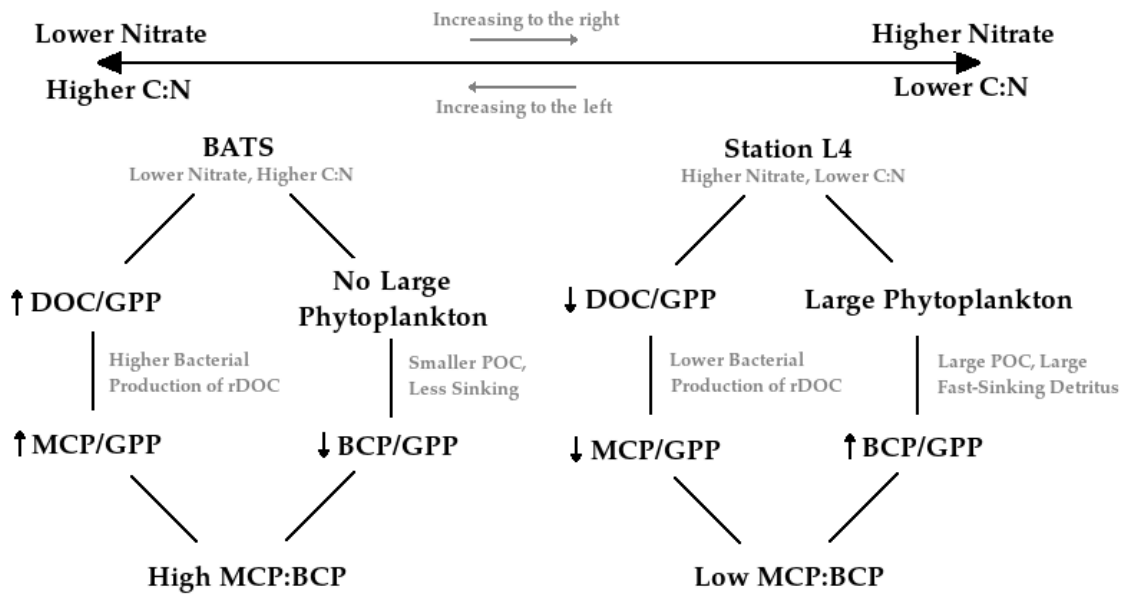 Increasing to the right
Lower Nitrate
Higher Nitrate
Higher C:N
Lower C:N
Increasing to the left
BATS
Lower Nitrate, Higher C:N
Station L4
Higher Nitrate, Lower C:N
↑ DOC/GPP
No Large
Phytoplankton
↓ DOC/GPP
Large Phytoplankton
Higher Bacterial
Production of rDOC
Smaller POC,
Less Sinking
Lower Bacterial
Production of rDOC
Large POC, Large
Fast-Sinking Detritus
↑ MCP/GPP
↓ BCP/GPP
↓ MCP/GPP
↑ BCP/GPP
High MCP:BCP
Low MCP:BCP